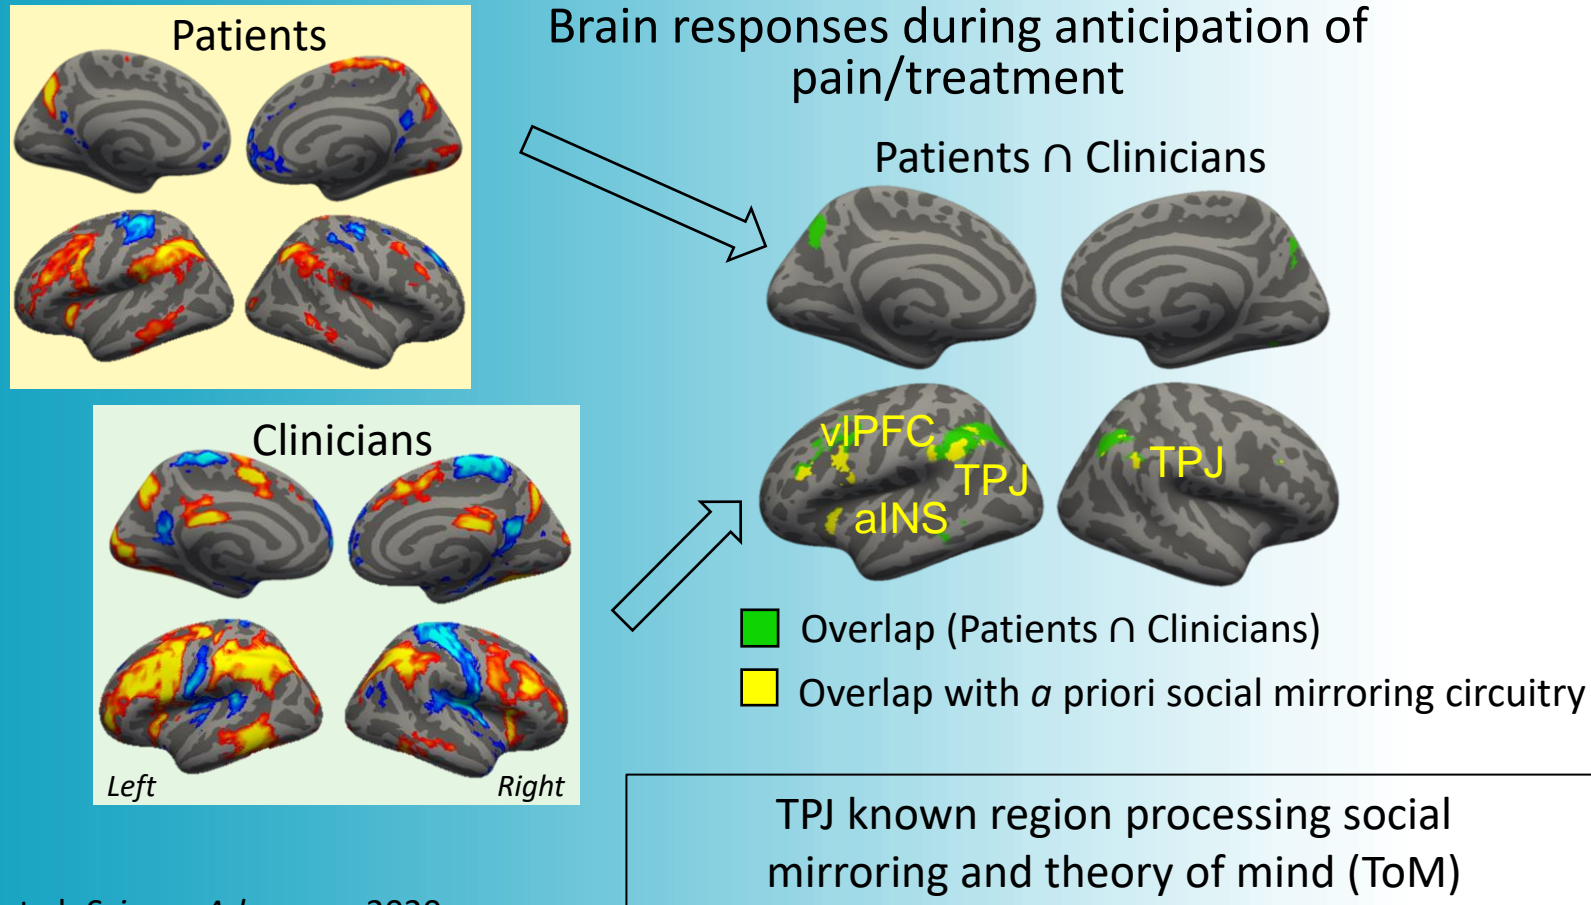 Patients
Brain responses during anticipation of
pain/treatment
Patients ∩ Clinicians
Clinicians
vlPFC
TPJ
aINS
TPJ
Overlap (Patients ∩ Clinicians)
Overlap with a priori social mirroring circuitry
Left
Right
TPJ known region processing social
mirroring and theory of mind (ToM)
2020